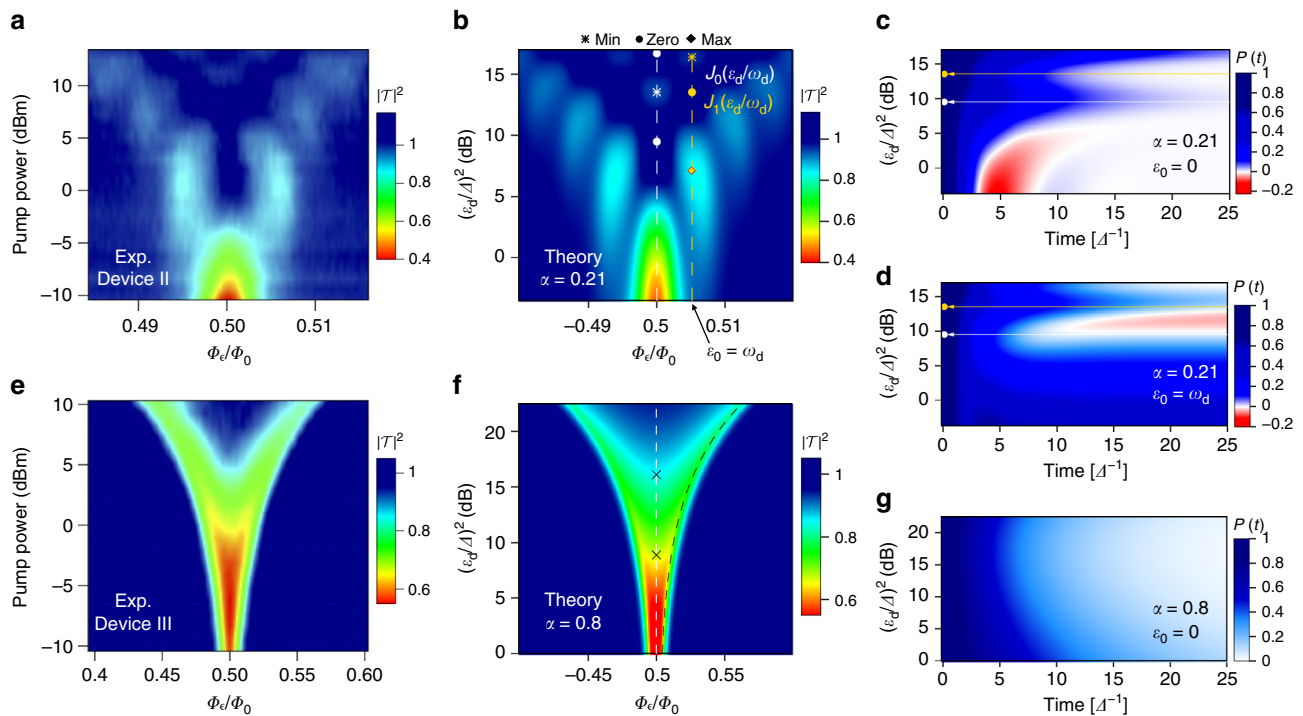 a
Pump power (dBm)
10
5
0
−5
−10
Exp.
Device II
0.49
0.50
0.51
Φϵ/Φ0
|𝒯|²
1
0.8
0.6
0.4
b
✳ Min ● Zero ◆ Max
(εd/Δ)² (dB)
15
10
5
0
J0(εd/ωd)
J1(εd/ωd)
Theory
α = 0.21
−0.49
0.5
0.51
Φϵ/Φ0
ε0 = ωd
|𝒯|²
1
0.8
0.6
0.4
c
(εd/Δ)² (dB)
15
10
5
0
α = 0.21
ε0 = 0
0
5
10
15
20
25
Time [Δ⁻¹]
P (t)
1
0.8
0.6
0.4
0.2
0
−0.2
d
(εd/Δ)² (dB)
15
10
5
0
α = 0.21
ε0 = ωd
0
5
10
15
20
25
Time [Δ⁻¹]
P (t)
1
0.8
0.6
0.4
0.2
0
−0.2
e
Pump power (dBm)
10
5
0
−5
−10
Exp.
Device III
0.4
0.45
0.50
0.55
0.60
Φϵ/Φ0
|𝒯|²
1
0.8
0.6
f
(εd/Δ)² (dB)
20
15
10
5
0
Theory
α = 0.8
−0.45
0.5
0.55
Φϵ/Φ0
|𝒯|²
1
0.8
0.6
g
(εd/Δ)² (dB)
20
15
10
5
0
α = 0.8
ε0 = 0
0
5
10
15
20
25
Time [Δ⁻¹]
P (t)
1
0.8
0.6
0.4
0.2
0